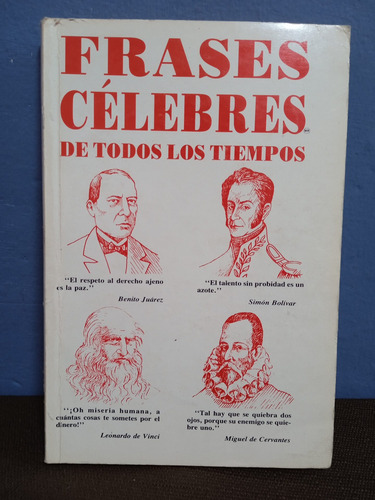 FRASES
CÉLEBRES
DE TODOS LOS TIEMPOS
"El respeto al derecho ajeno
es la paz."
Benito Juárez
"El talento sin probidad es un
azote."
Simón Bolívar
"¡Oh miseria humana, a
cuántas cosas te sometes por el
dinero!"
Leonardo de Vinci
"Tal hay que se quiebra dos
ojos, porque su enemigo se quie-
bre uno."
Miguel de Cervantes